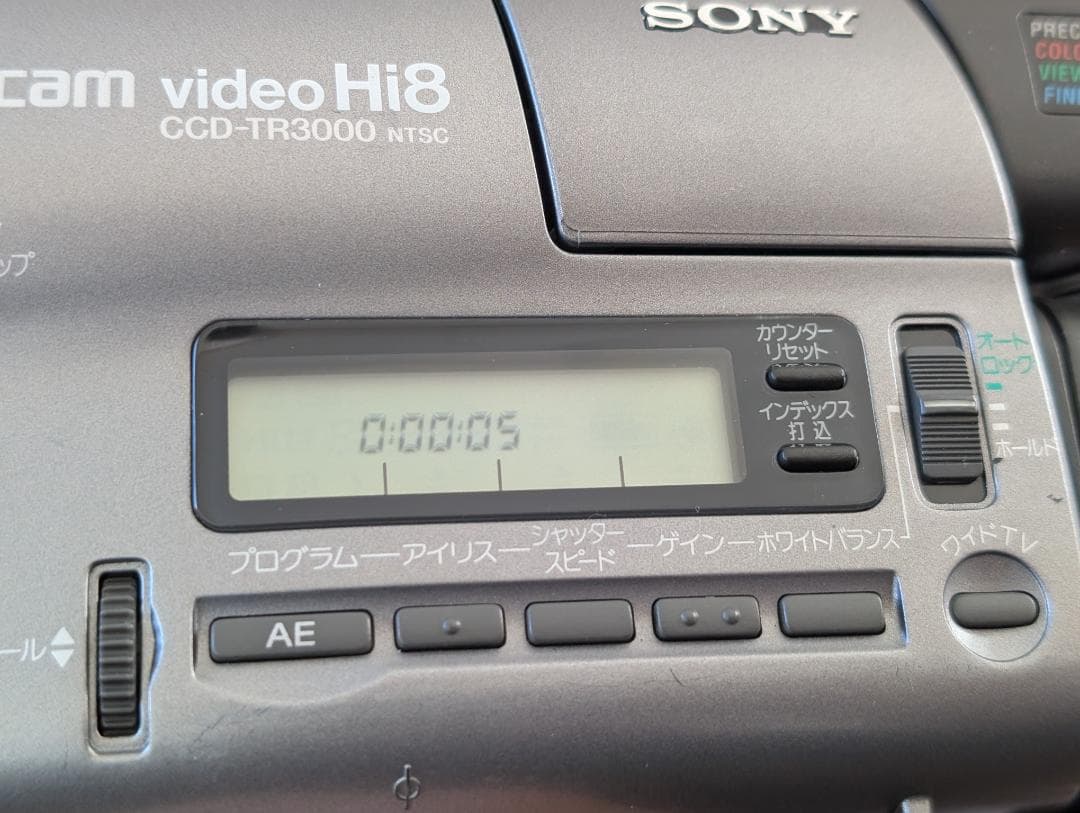 SONY
cam video Hi8
CCD-TR3000 NTSC
PREC
COLO
VIEW
FIND
ップ
カウンター
リセット
0:00:05
インデックス
打込
オート
ロック
ホールド
プログラム―アイリス―シャッタースピード―ゲイン―ホワイトバランス
ワイドTV
AE
ール